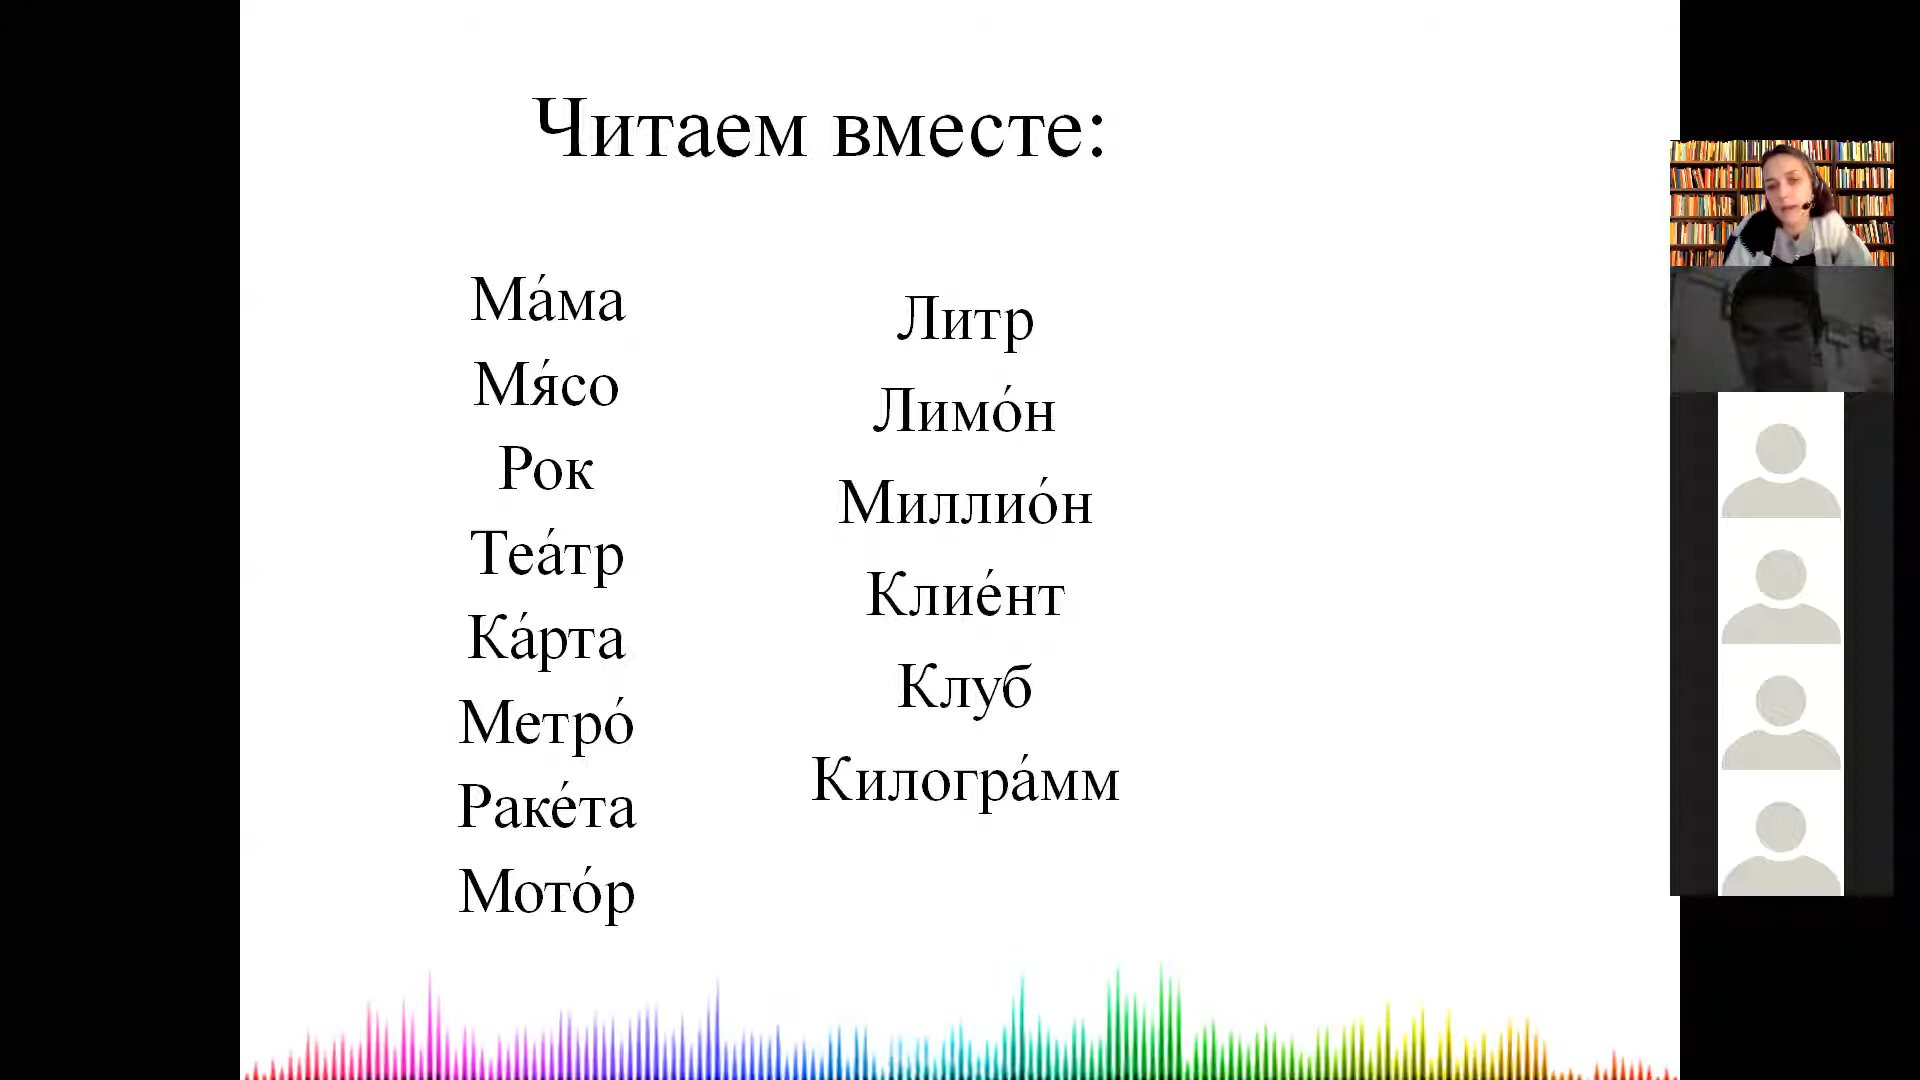 Читаем вместе:
Ма́ма
Мя́со
Рок
Теа́тр
Ка́рта
Метро́
Раке́та
Мото́р
Литр
Лимо́н
Миллио́н
Клие́нт
Клуб
Килогра́мм